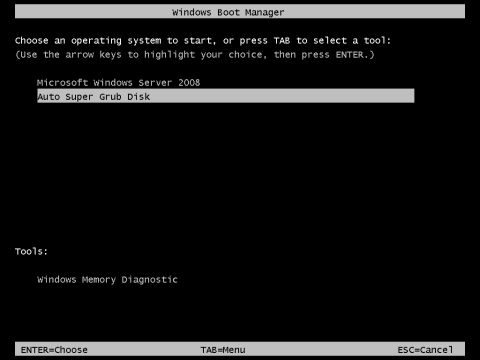 Windows Boot Manager
Choose an operating system to start, or press TAB to select a tool:
(Use the arrow keys to highlight your choice, then press ENTER.)
Microsoft Windows Server 2008
Auto Super Grub Disk
Tools:
Windows Memory Diagnostic
ENTER=Choose TAB=Menu ESC=Cancel